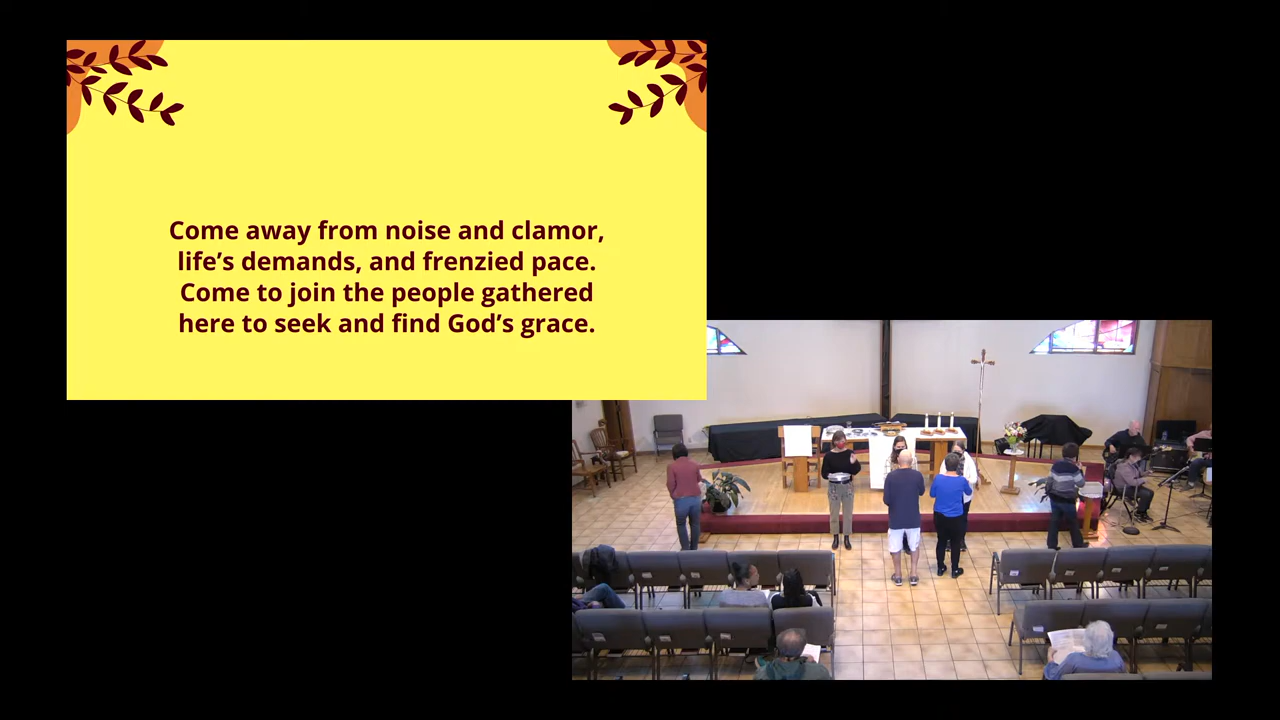 Come away from noise and clamor,
life’s demands, and frenzied pace.
Come to join the people gathered
here to seek and find God’s grace.